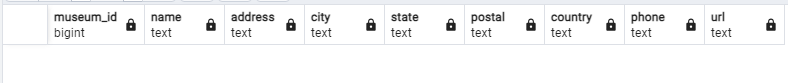 museum_id name address city state postal country phone url
bigint text text text text text text text text